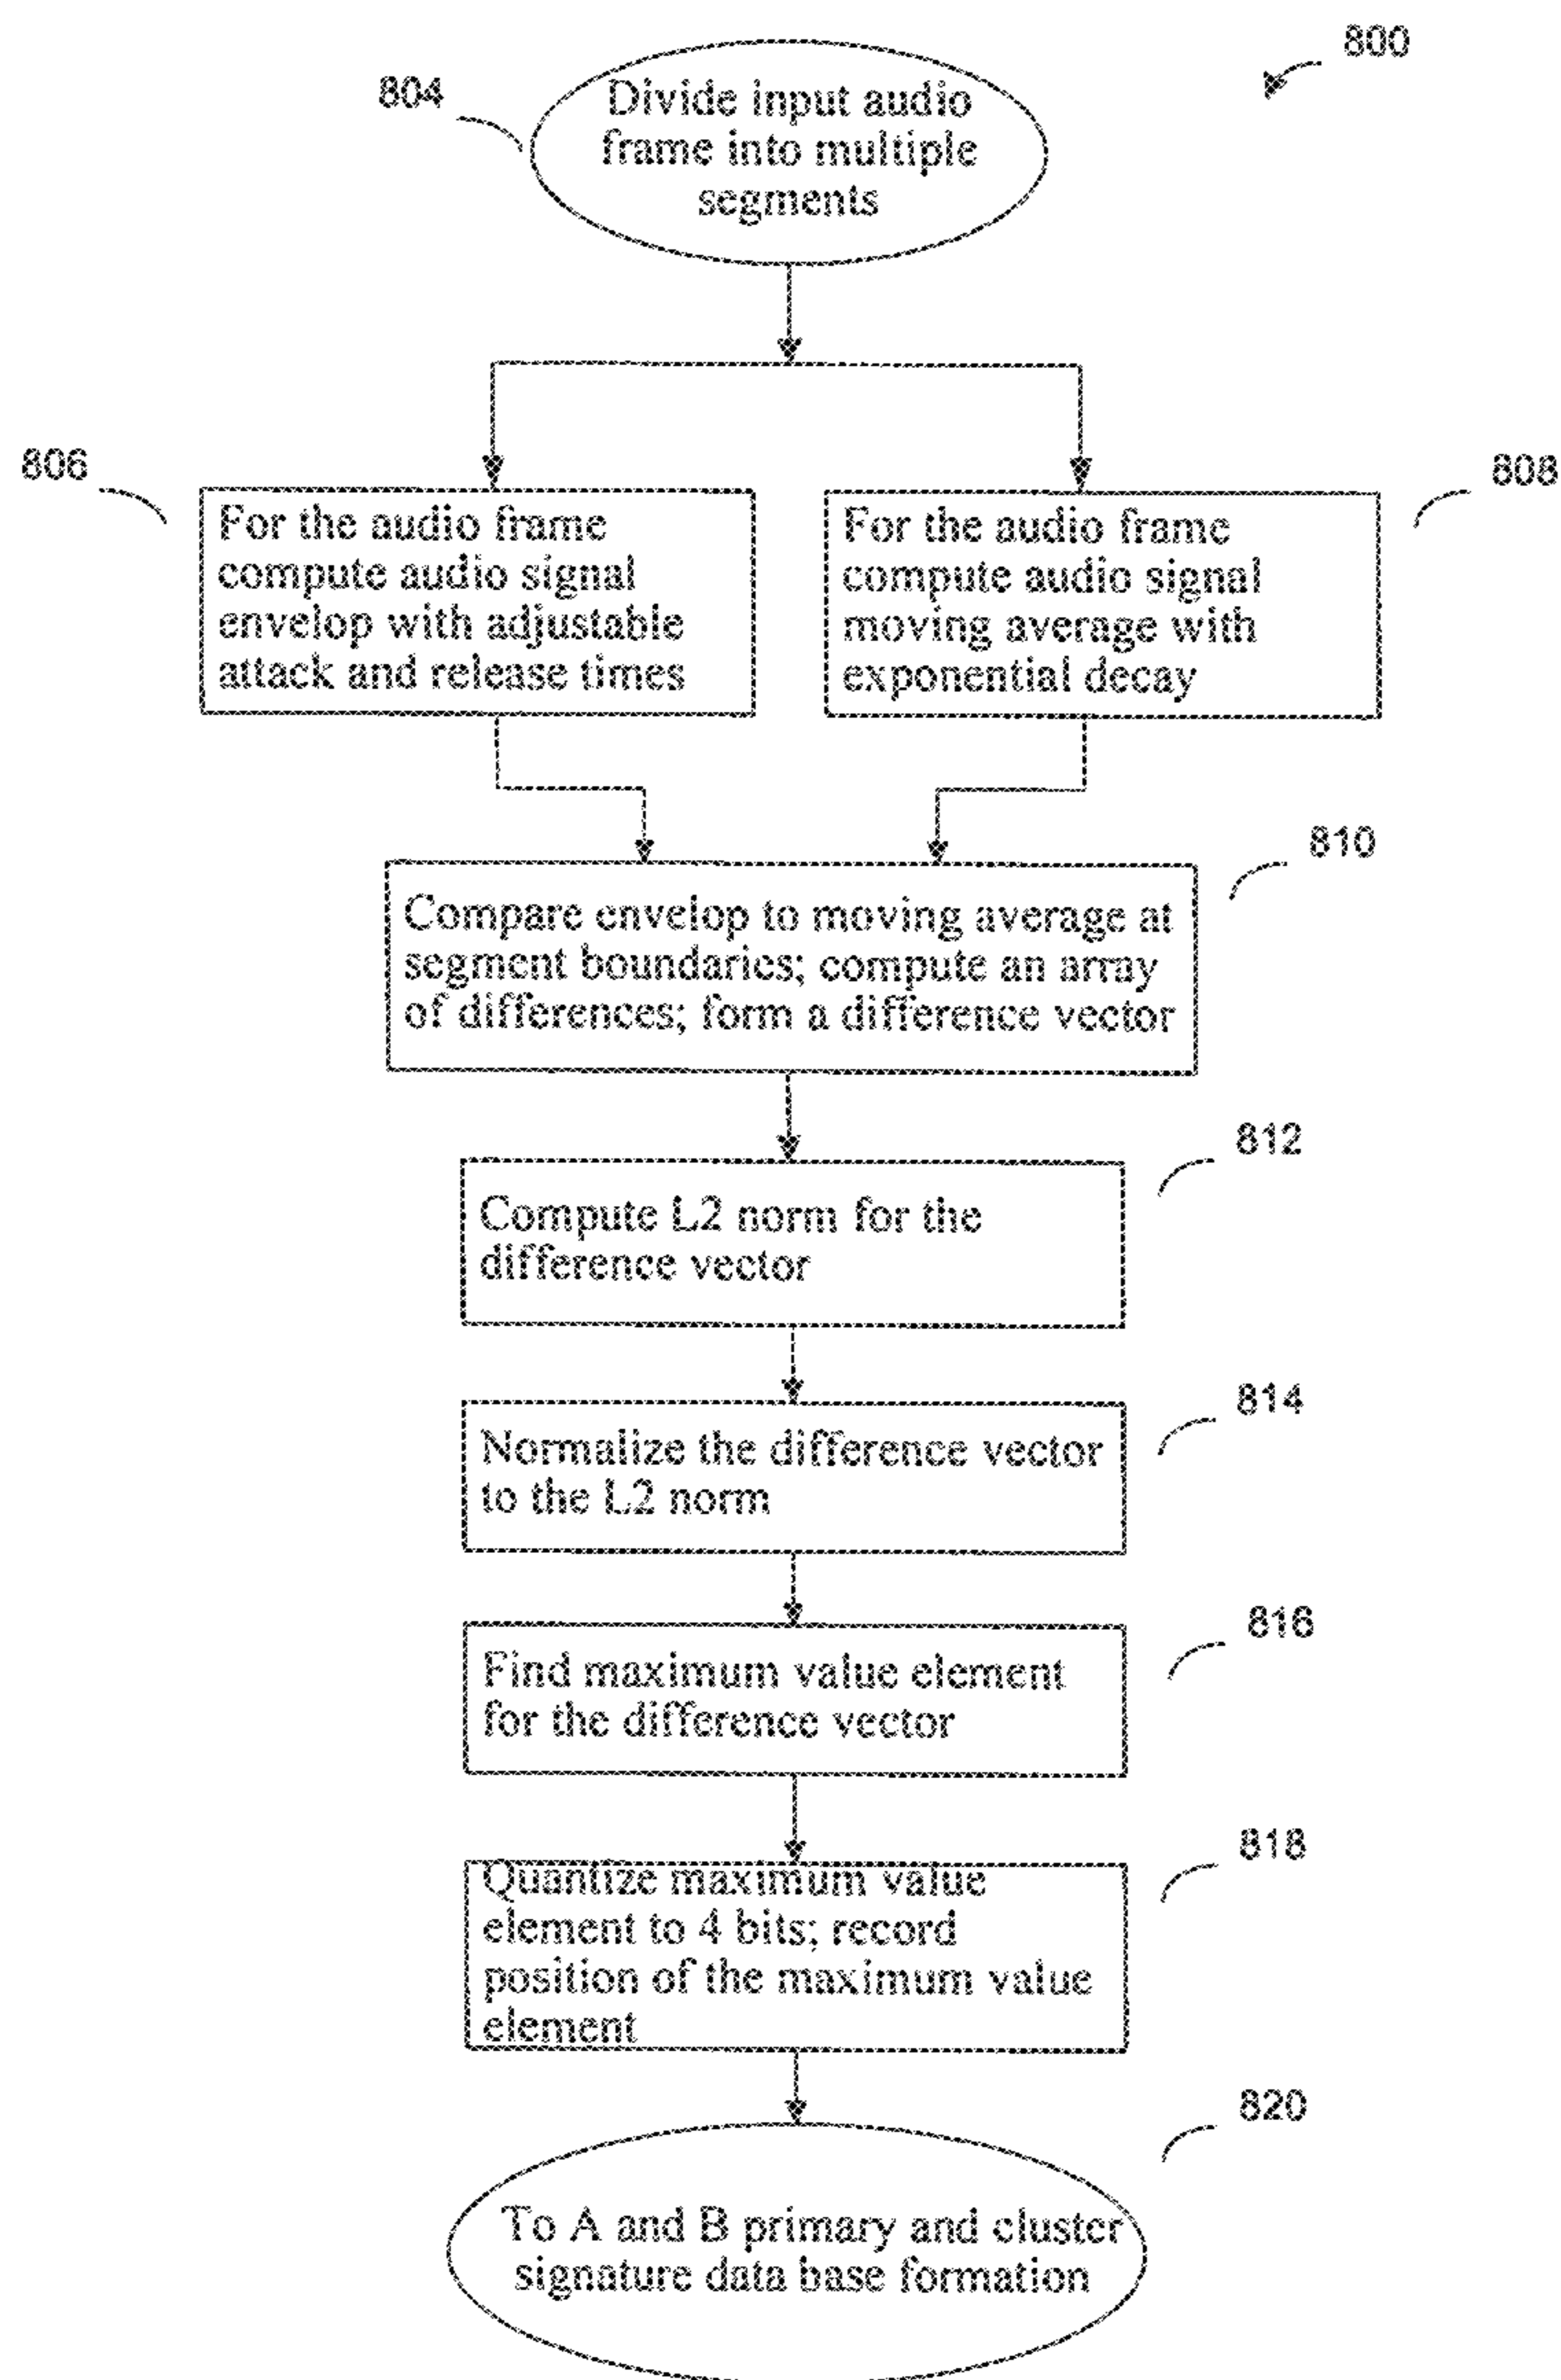 800
804
Divide input audio
frame into multiple
segments
806
For the audio frame
compute audio signal
envelop with adjustable
attack and release times
808
For the audio frame
compute audio signal
moving average with
exponential decay
810
Compare envelop to moving average at
segment boundaries; compute an array
of differences; form a difference vector
812
Compute L2 norm for the
difference vector
814
Normalize the difference vector
to the L2 norm
816
Find maximum value element
for the difference vector
818
Quantize maximum value
element to 4 bits; record
position of the maximum value
element
820
To A and B primary and cluster
signature data base formation